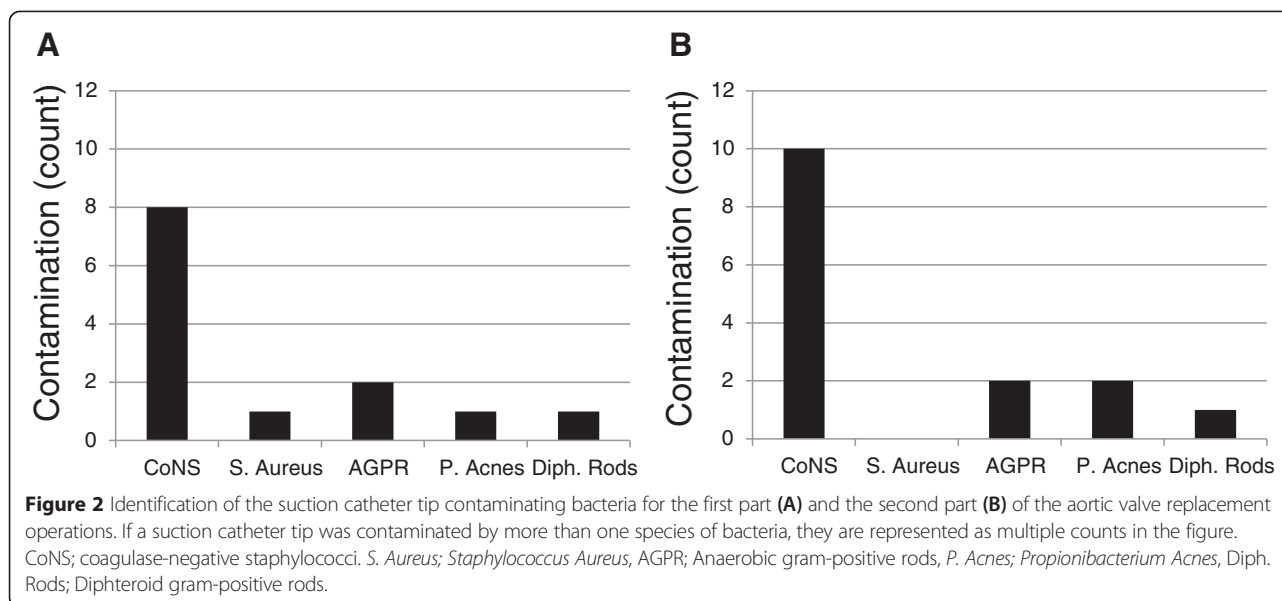 A
B
12
10
8
6
4
2
0
Contamination (count)
CoNS S. Aureus AGPR P. Acnes Diph. Rods
12
10
8
6
4
2
0
Contamination (count)
CoNS S. Aureus AGPR P. Acnes Diph. Rods
Figure 2 Identification of the suction catheter tip contaminating bacteria for the first part (A) and the second part (B) of the aortic valve replacement
operations. If a suction catheter tip was contaminated by more than one species of bacteria, they are represented as multiple counts in the figure.
CoNS; coagulase-negative staphylococci. S. Aureus; Staphylococcus Aureus, AGPR; Anaerobic gram-positive rods, P. Acnes; Propionibacterium Acnes, Diph.
Rods; Diphteroid gram-positive rods.